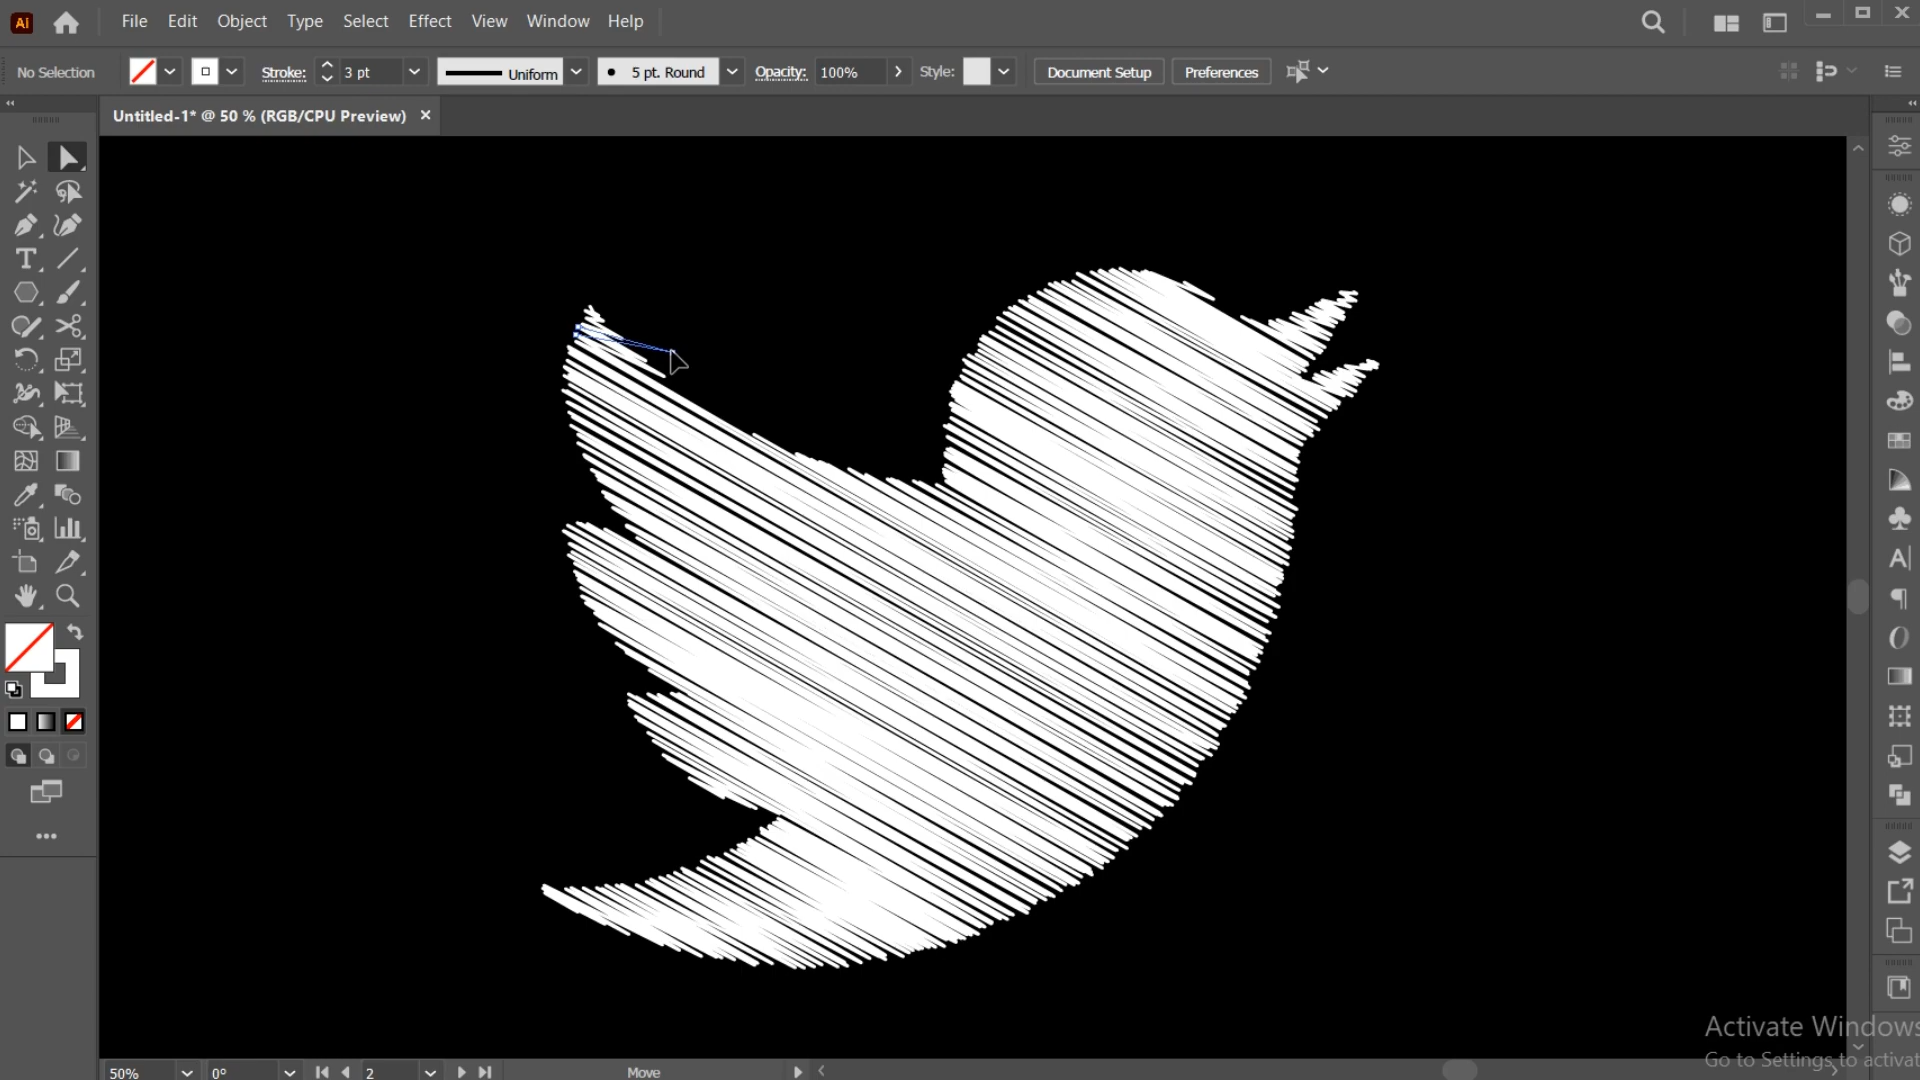 Ai File Edit Object Type Select Effect View Window Help
No Selection Stroke: 3 pt Uniform 5 pt. Round Opacity: 100% Style: Document Setup Preferences
Untitled-1* @ 50 % (RGB/CPU Preview)
Activate Windows
Go to Settings to activat
50% 0° 2 Move